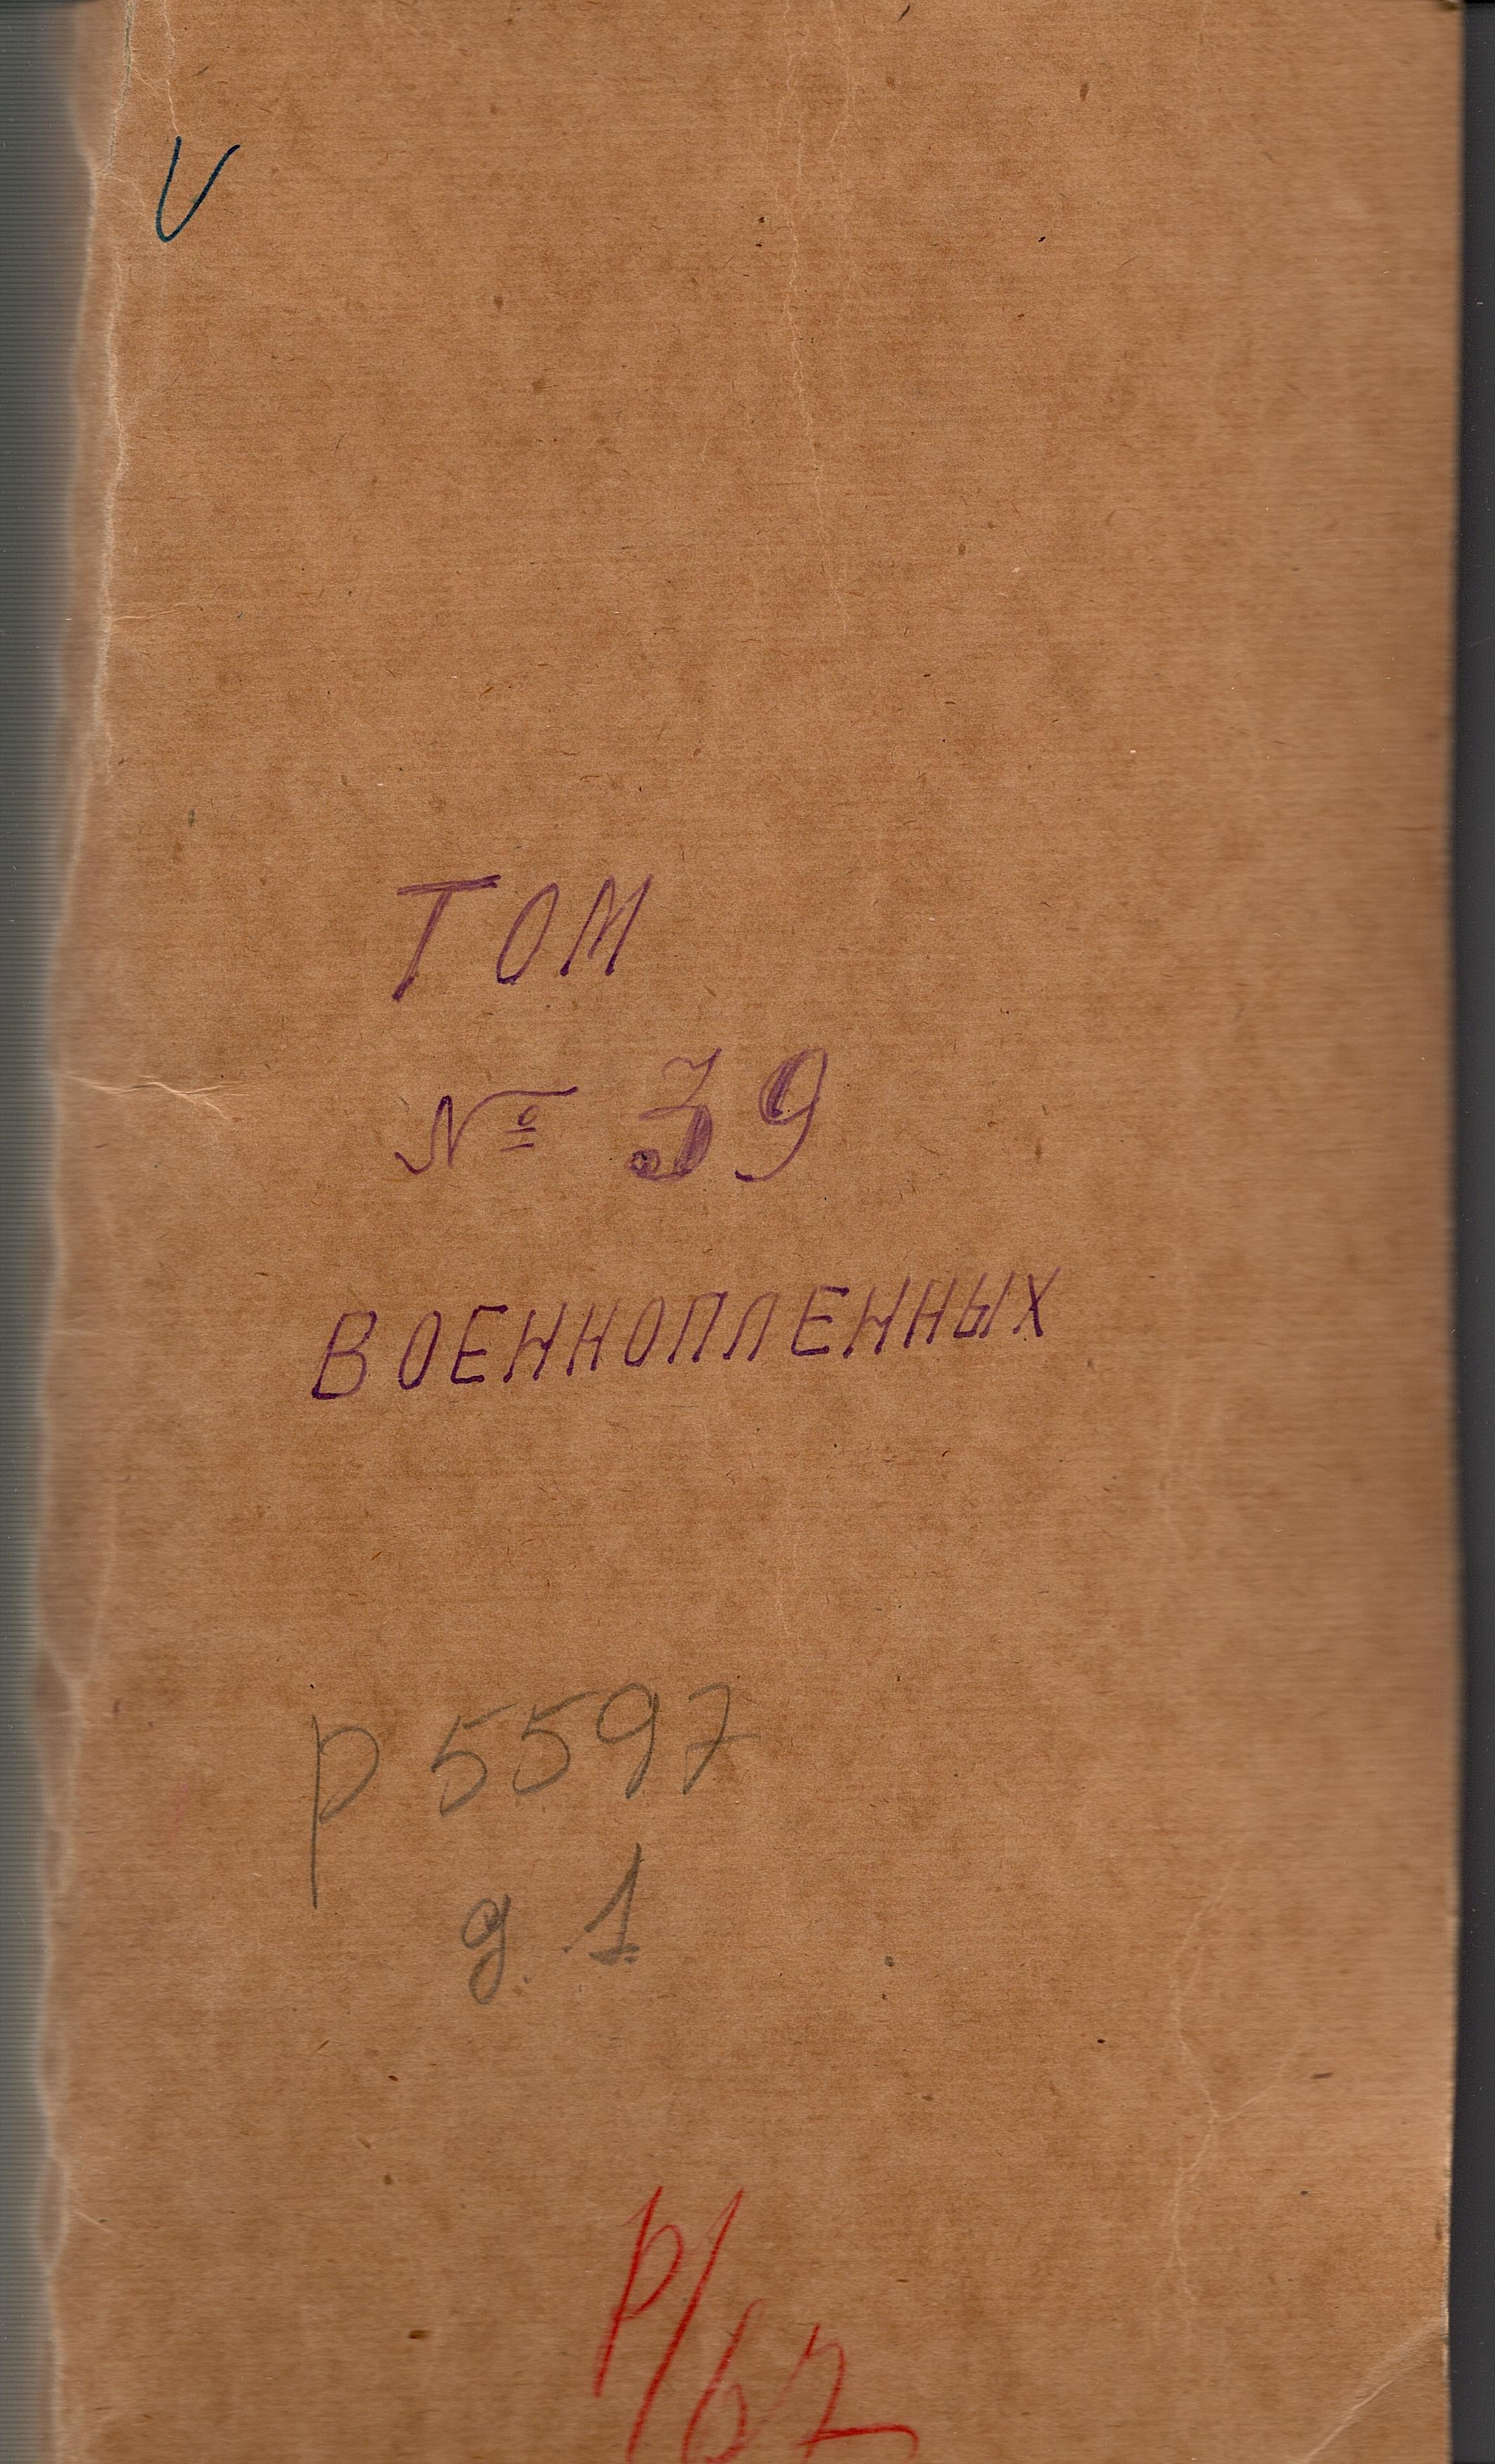 V
ТОМ
№ 39
ВОЕННОПЛЕННЫХ
р 5597
д. 1
р/62